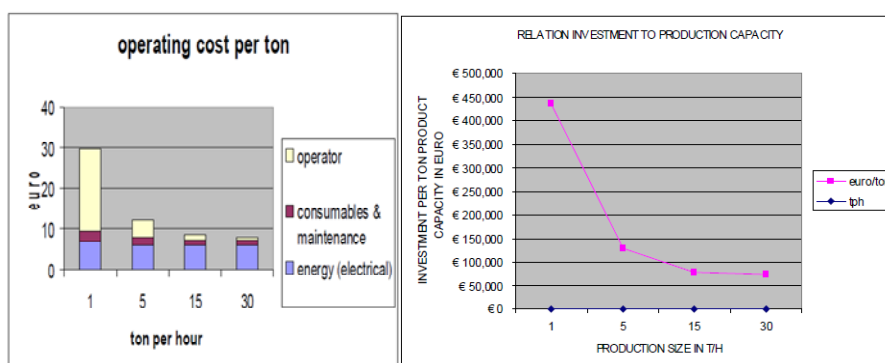 operating cost per ton
euro
40
30
20
10
0
1 5 15 30
ton per hour
operator
consumables &
maintenance
energy (electrical)
RELATION INVESTMENT TO PRODUCTION CAPACITY
INVESTMENT PER TON PRODUCT
CAPACITY IN EURO
€ 500,000
€ 450,000
€ 400,000
€ 350,000
€ 300,000
€ 250,000
€ 200,000
€ 150,000
€ 100,000
€ 50,000
€ 0
1 5 15 30
PRODUCTION SIZE IN T/H
euro/to
tph